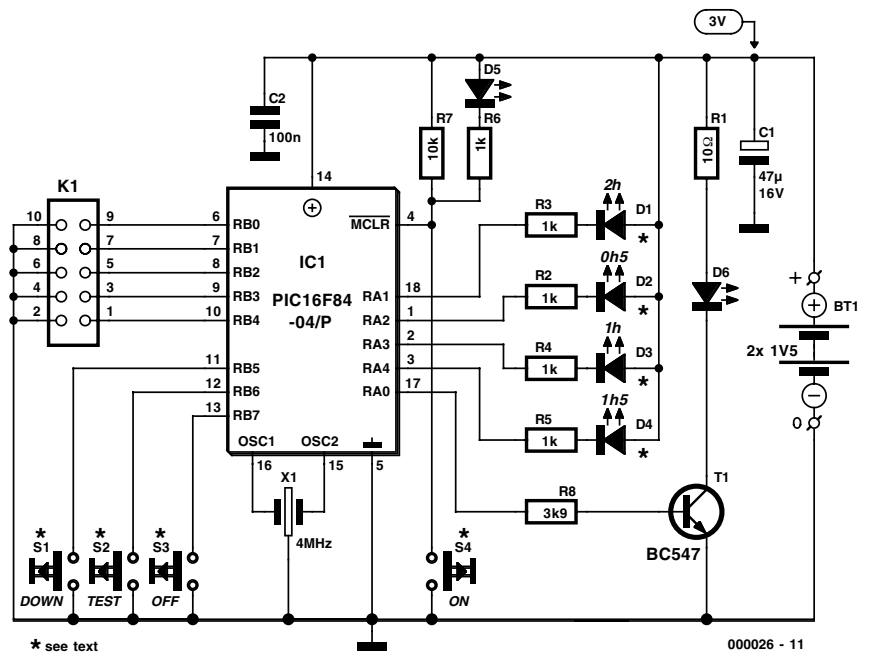 3V
D5
C2
100n
R7
10k
R6
1k
R1
10Ω
C1
47µ
16V
14
K1
10 9
8 7
6 5
4 3
2 1
6 RB0
7 RB1
8 RB2
9 RB3
10 RB4
11 RB5
12 RB6
13 RB7
MCLR 4
IC1
PIC16F84
-04/P
RA1 18
RA2 1
RA3 2
RA4 3
RA0 17
OSC1 OSC2
16 15 5
X1
4MHz
R3
1k
2h
D1
*
R2
1k
0h5
D2
*
R4
1k
1h
D3
*
R5
1k
1h5
D4
*
D6
+
BT1
2x 1V5
0
R8
3k9
T1
BC547
* * * *
S1 S2 S3 S4
DOWN TEST OFF ON
* see text
000026 - 11